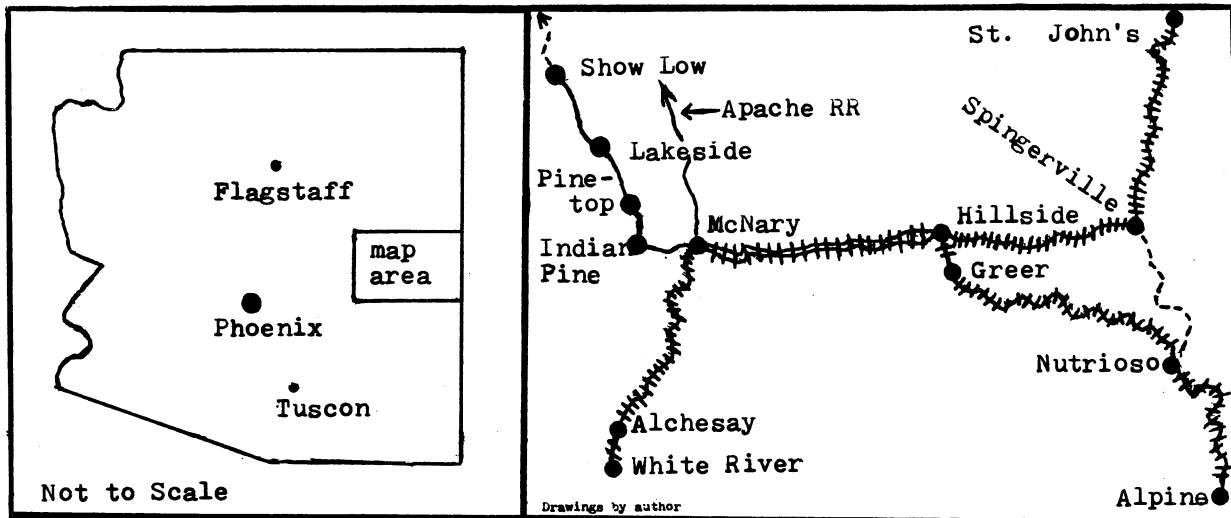 Flagstaff
map
area
Phoenix
Tuscon
Not to Scale
St. John's
Show Low
Apache RR
Spingerville
Lakeside
Pine-
top
McNary
Hillside
Indian
Pine
Greer
Nutrioso
Alchesay
White River
Alpine
Drawings by author